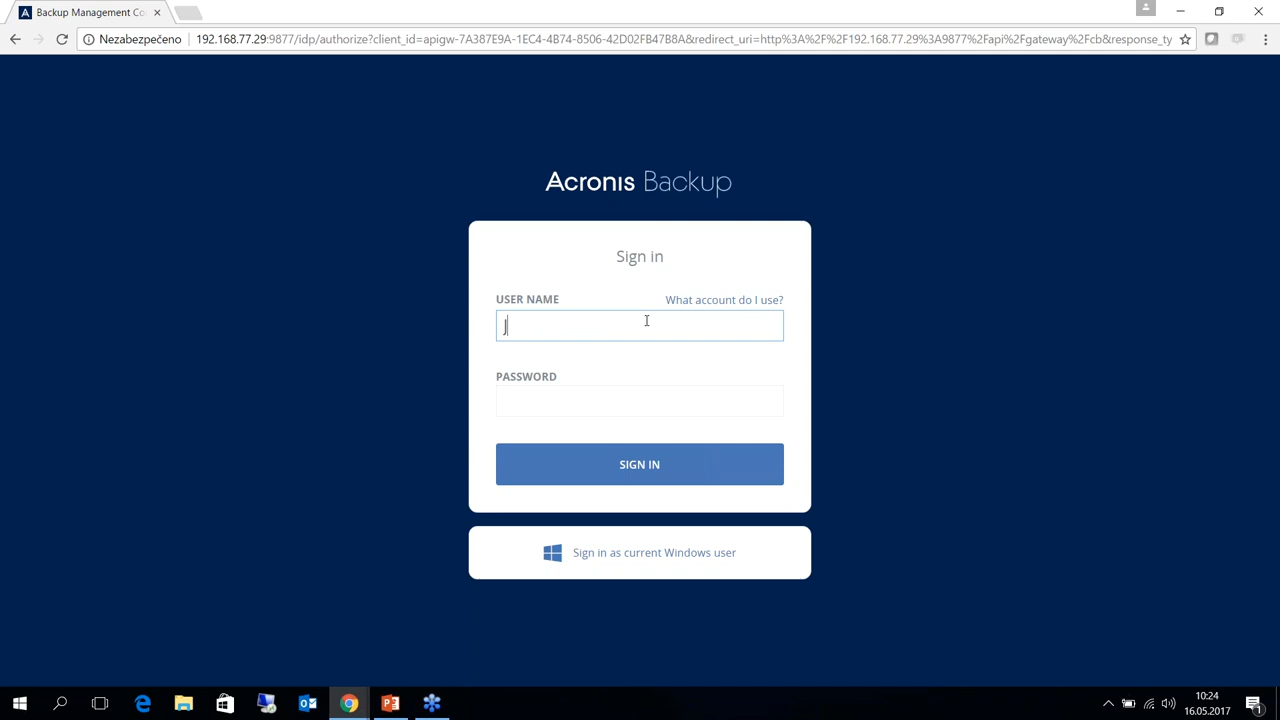 Backup Management Co
Nezabezpečeno
192.168.77.29:9877/idp/authorize?client_id=apigw-7A387E9A-1EC4-4B74-8506-42D02FB47B8A&redirect_uri=http%3A%2F%2F192.168.77.29%3A9877%2Fapi%2Fgateway%2Fcb&response_ty
Acronis Backup
Sign in
USER NAME
What account do I use?
J
PASSWORD
SIGN IN
Sign in as current Windows user
10:24
16.05.2017